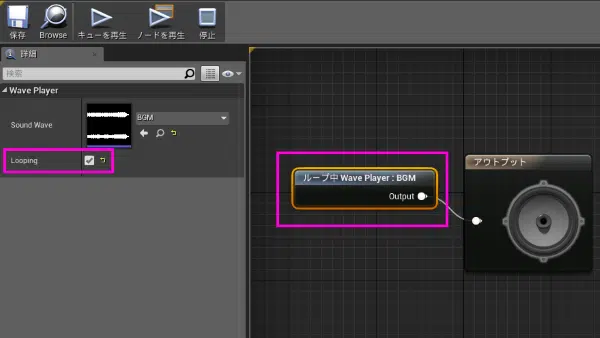 保存
Browse
キューを再生
ノードを再生
停止
詳細
検索
Wave Player
Sound Wave
BGM
Looping
ループ中 Wave Player : BGM
Output
アウトプット